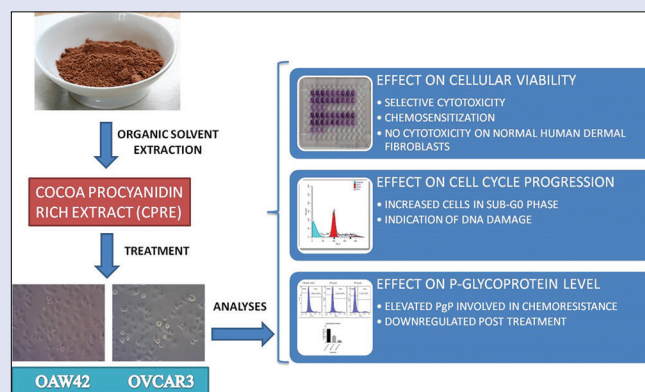 ORGANIC SOLVENT
EXTRACTION
COCOA PROCYANIDIN
RICH EXTRACT (CPRE)
TREATMENT
OAW42
OVCAR3
ANALYSES
EFFECT ON CELLULAR VIABILITY
• SELECTIVE CYTOTOXICITY
• CHEMOSENSITIZATION
• NO CYTOTOXICITY ON NORMAL HUMAN DERMAL
FIBROBLASTS
EFFECT ON CELL CYCLE PROGRESSION
• INCREASED CELLS IN SUB-G0 PHASE
• INDICATION OF DNA DAMAGE
EFFECT ON P-GLYCOPROTEIN LEVEL
• ELEVATED PgP INVOLVED IN CHEMORESISTANCE
• DOWNREGULATED POST TREATMENT